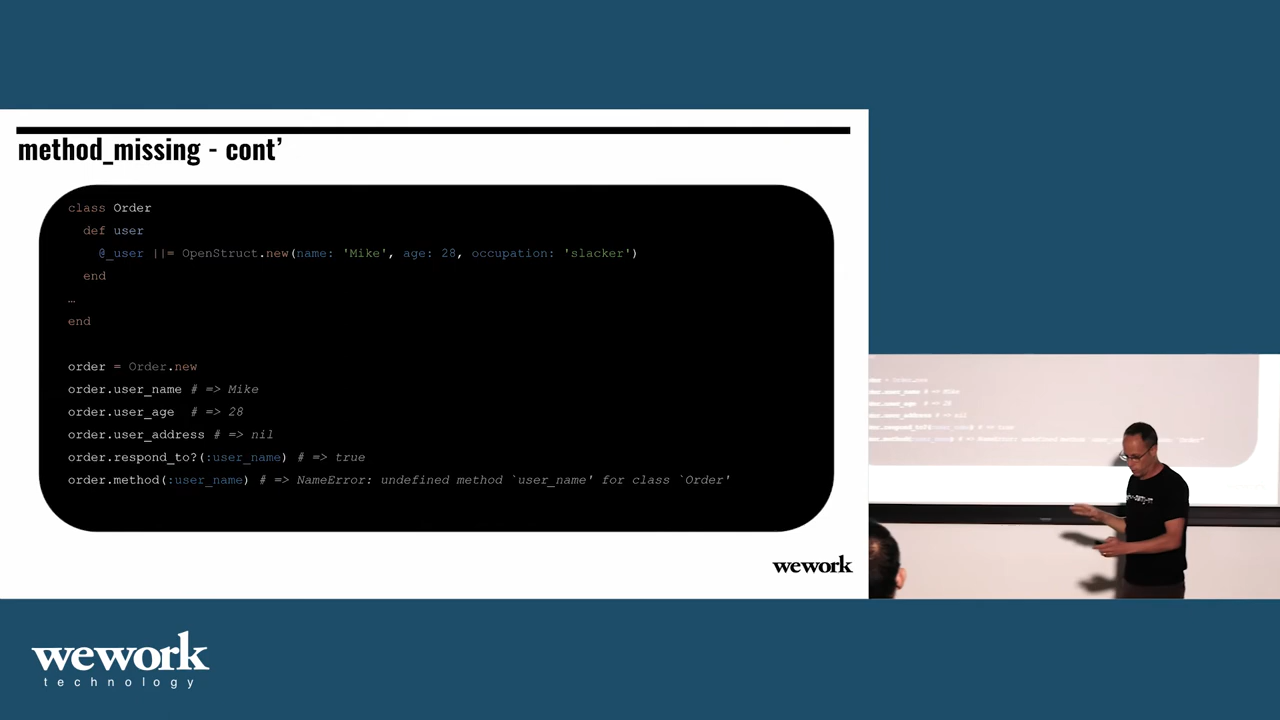 method_missing - cont’
class Order
def user
@_user ||= OpenStruct.new(name: 'Mike', age: 28, occupation: 'slacker')
end
…
end
order = Order.new
order.user_name # => Mike
order.user_age # => 28
order.user_address # => nil
order.respond_to?(:user_name) # => true
order.method(:user_name) # => NameError: undefined method `user_name' for class `Order'
wework
wework
technology